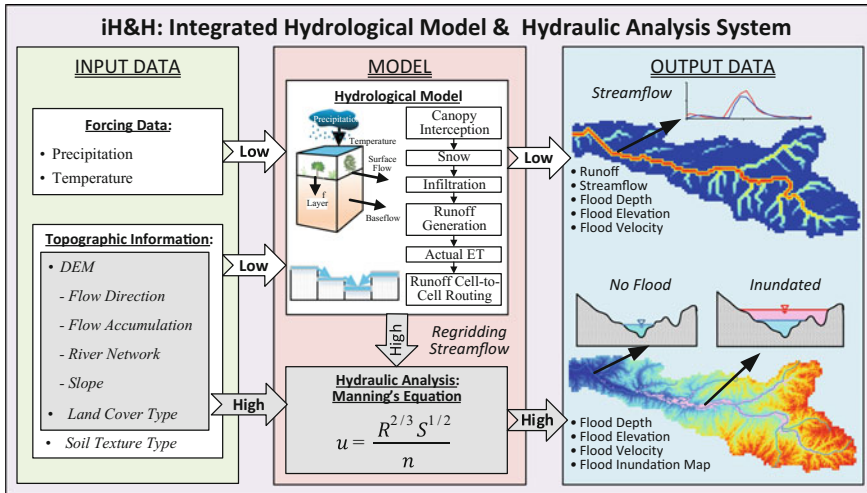 iH&H: Integrated Hydrological Model & Hydraulic Analysis System
INPUT DATA
Forcing Data:
• Precipitation
• Temperature
Topographic Information:
• DEM
- Flow Direction
- Flow Accumulation
- River Network
- Slope
• Land Cover Type
• Soil Texture Type
Low
Low
High
MODEL
Hydrological Model
Precipitation
Temperature
Surface
Flow
f
Layer
Baseflow
Canopy
Interception
Snow
Infiltration
Runoff
Generation
Actual ET
Runoff Cell-to-
Cell Routing
High
Regridding
Streamflow
Hydraulic Analysis:
Manning's Equation
u = R^2/3 S^1/2 / n
Low
High
OUTPUT DATA
Streamflow
• Runoff
• Streamflow
• Flood Depth
• Flood Elevation
• Flood Velocity
No Flood
Inundated
• Flood Depth
• Flood Elevation
• Flood Velocity
• Flood Inundation Map